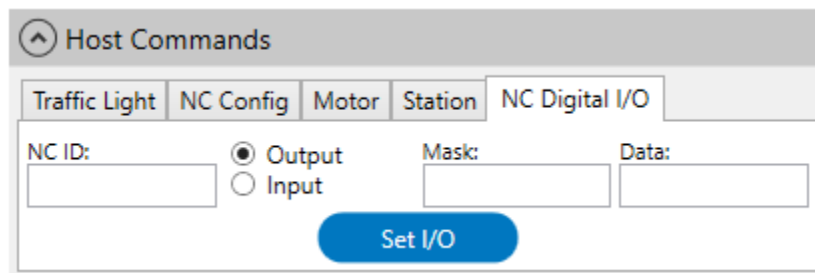 Host Commands
Traffic Light NC Config Motor Station NC Digital I/O
NC ID: Output Mask: Data:
Input
Set I/O